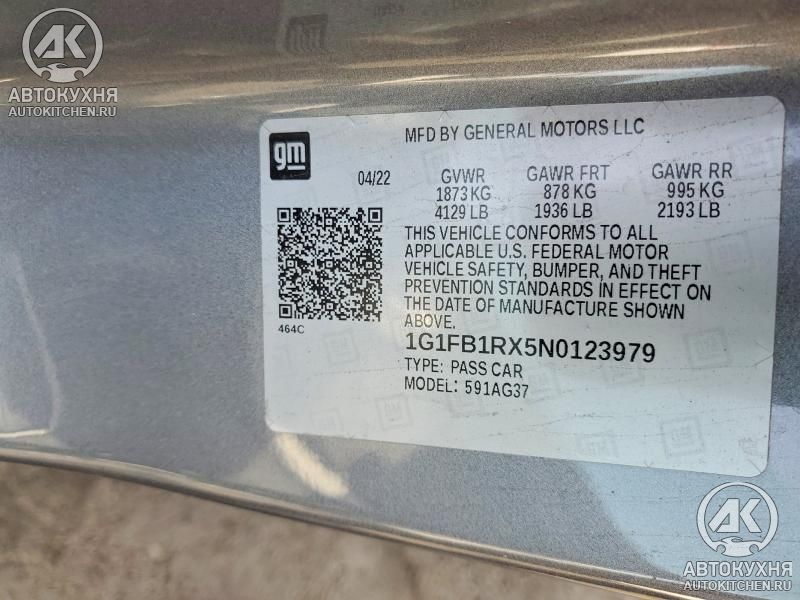 AK
АВТОКУХНЯ
AUTOKITCHEN.RU
gm
MFD BY GENERAL MOTORS LLC
04/22 GVWR GAWR FRT GAWR RR
1873 KG 878 KG 995 KG
4129 LB 1936 LB 2193 LB
THIS VEHICLE CONFORMS TO ALL
APPLICABLE U.S. FEDERAL MOTOR
VEHICLE SAFETY, BUMPER, AND THEFT
PREVENTION STANDARDS IN EFFECT ON
THE DATE OF MANUFACTURE SHOWN
ABOVE.
464C
1G1FB1RX5N0123979
TYPE: PASS CAR
MODEL: 591AG37
AK
АВТОКУХНЯ
AUTOKITCHEN.RU